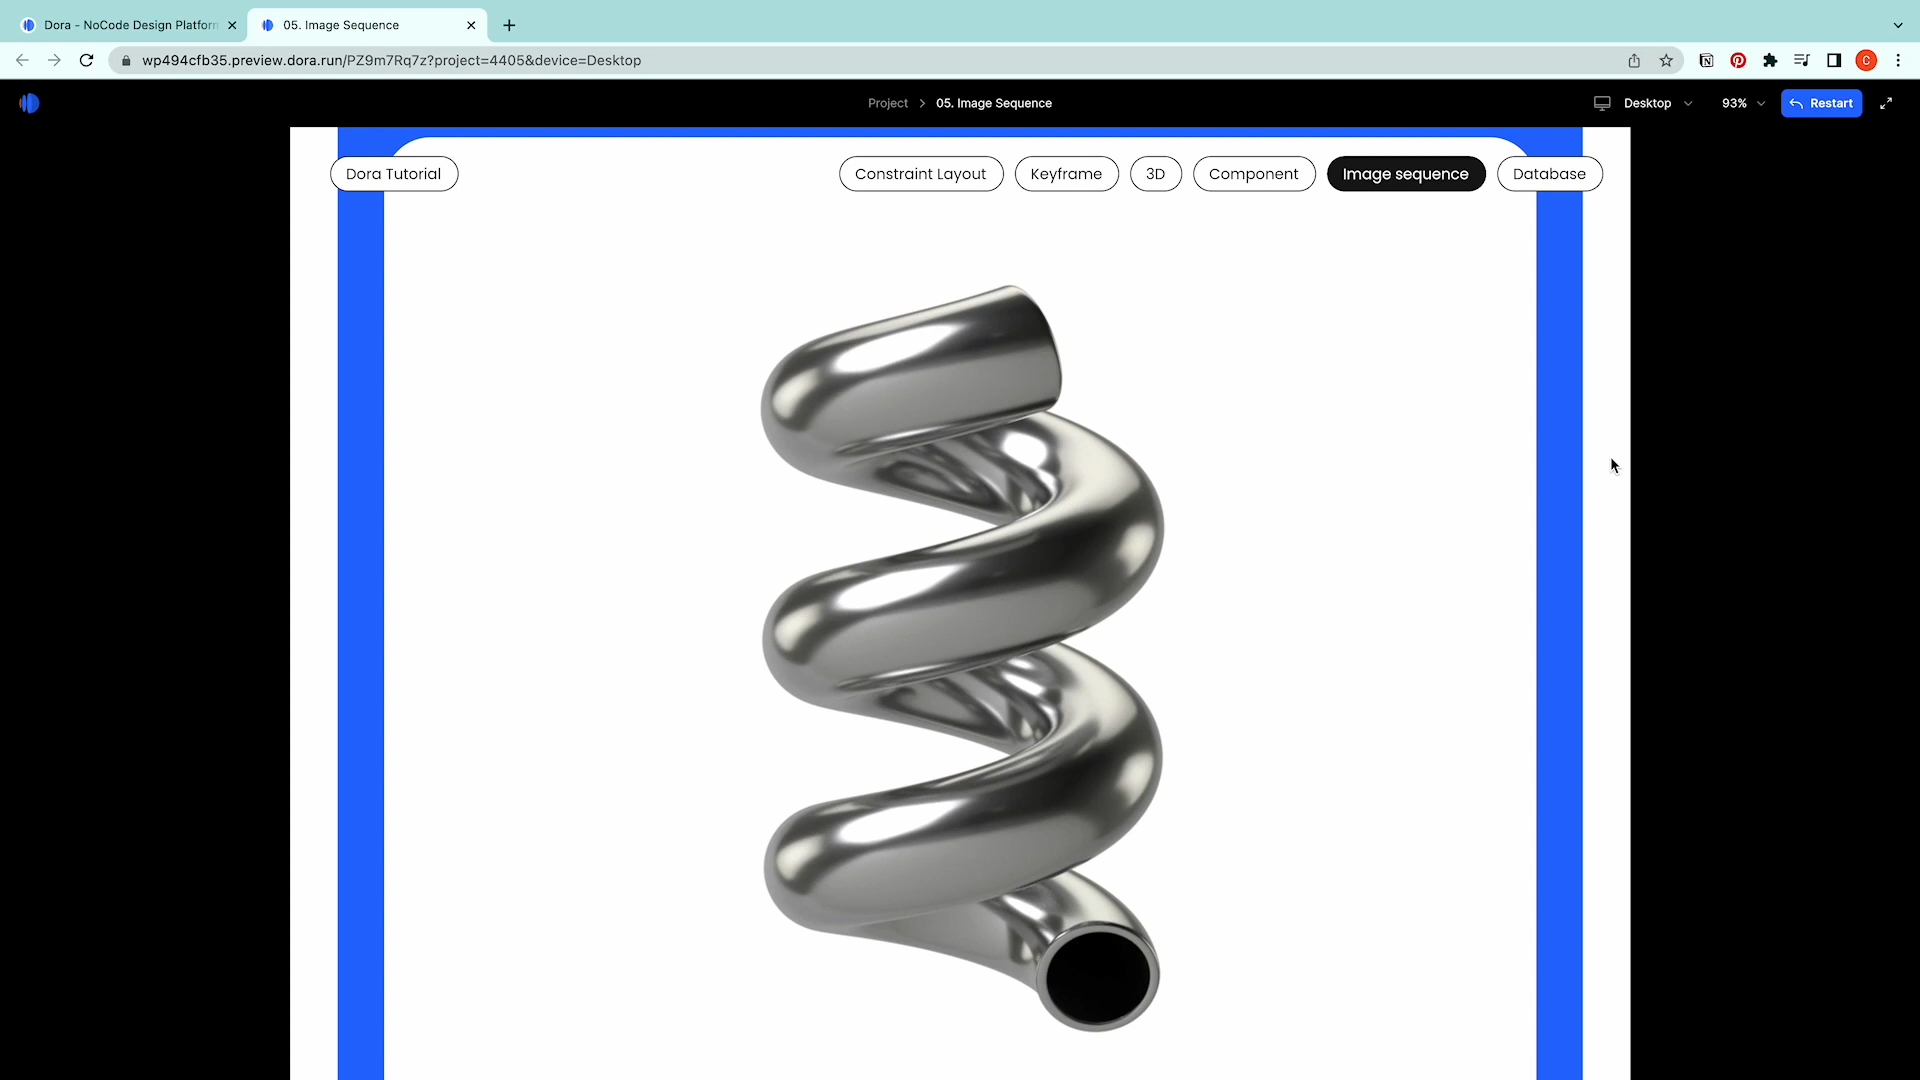 Dora - NoCode Design Platforn
05. Image Sequence
wp494cfb35.preview.dora.run/PZ9m7Rq7z?project=4405&device=Desktop
C
Project
05. Image Sequence
Desktop
93%
Restart
Dora Tutorial
Constraint Layout
Keyframe
3D
Component
Image sequence
Database